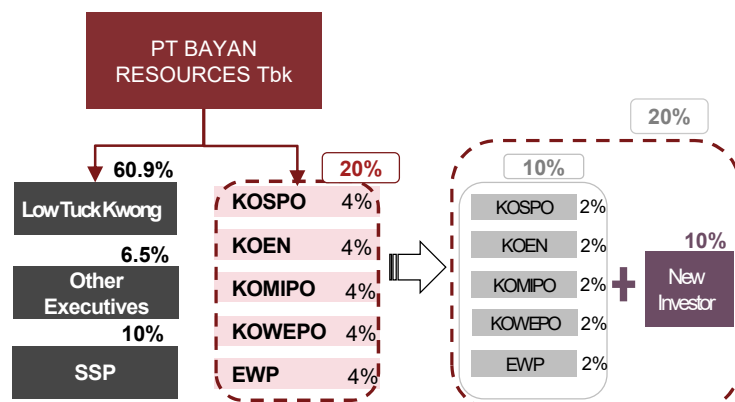 PT BAYAN
RESOURCES Tbk
60.9%
Low Tuck Kwong
6.5%
Other
Executives
10%
SSP
20%
KOSPO 4%
KOEN 4%
KOMIPO 4%
KOWEPO 4%
EWP 4%
20%
10%
KOSPO 2%
KOEN 2%
KOMIPO 2%
KOWEPO 2%
EWP 2%
+
10%
New
Investor